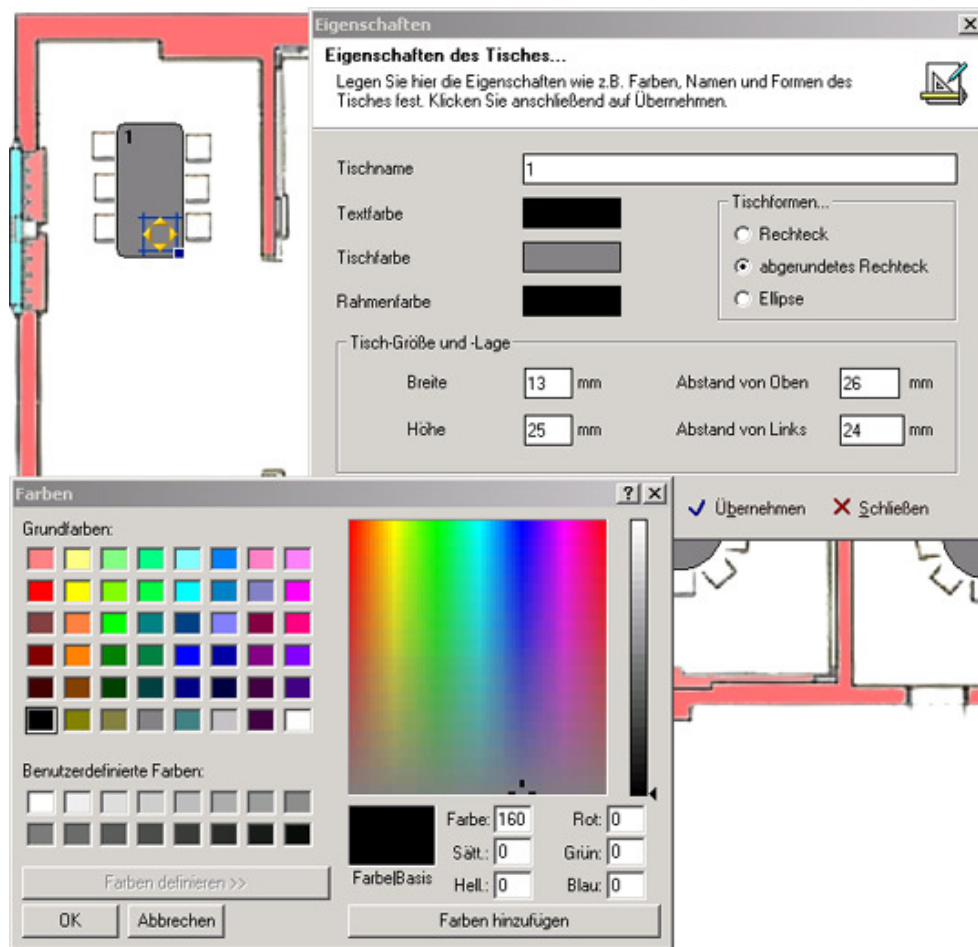 Eigenschaften
Eigenschaften des Tisches...
Legen Sie hier die Eigenschaften wie z.B. Farben, Namen und Formen des
Tisches fest. Klicken Sie anschließend auf Übernehmen.
1
Tischname 1
Textfarbe
Tischfarbe
Rahmenfarbe
Tischformen...
Rechteck
abgerundetes Rechteck
Ellipse
Tisch-Größe und -Lage
Breite 13 mm Abstand von Oben 26 mm
Höhe 25 mm Abstand von Links 24 mm
Übernehmen Schließen
Farben ?
Grundfarben:
Benutzerdefinierte Farben:
Farben definieren >>
OK Abbrechen
Farbe|Basis
Farbe: 160 Rot: 0
Sätt.: 0 Grün: 0
Hell.: 0 Blau: 0
Farben hinzufügen